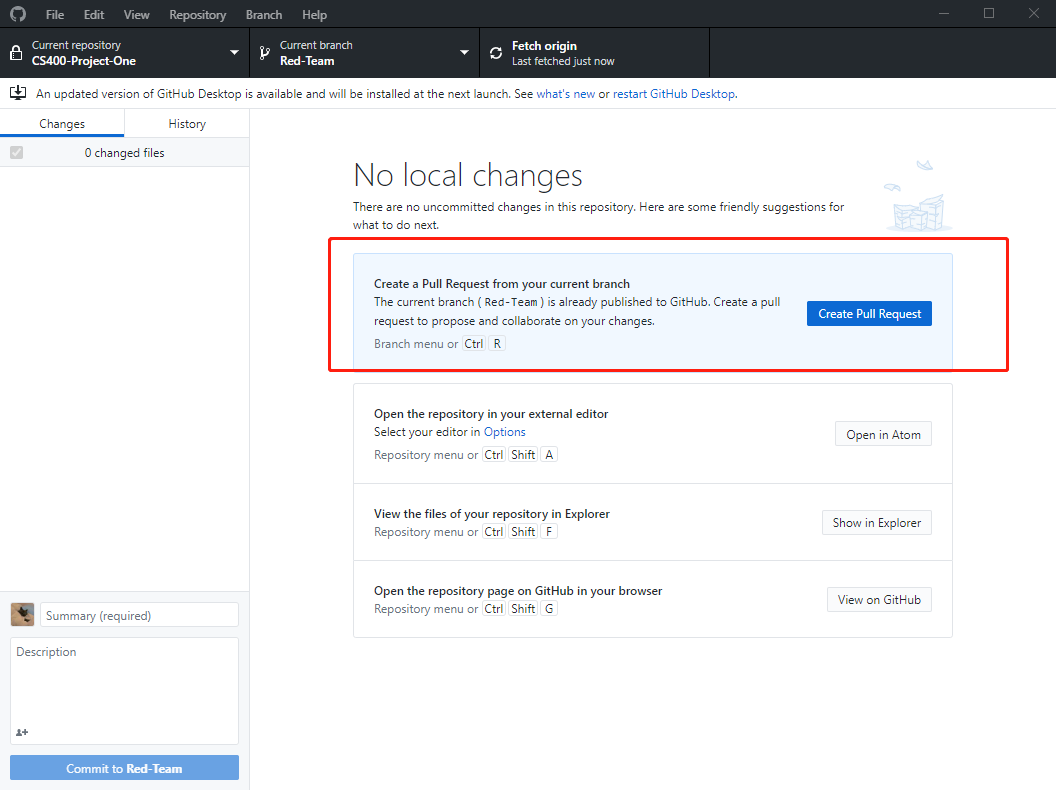 File Edit View Repository Branch Help
Current repository
CS400-Project-One
Current branch
Red-Team
Fetch origin
Last fetched just now
An updated version of GitHub Desktop is available and will be installed at the next launch. See what's new or restart GitHub Desktop.
Changes History
0 changed files
No local changes
There are no uncommitted changes in this repository. Here are some friendly suggestions for
what to do next.
Create a Pull Request from your current branch
The current branch (Red-Team) is already published to GitHub. Create a pull
request to propose and collaborate on your changes.
Branch menu or Ctrl R
Create Pull Request
Open the repository in your external editor
Select your editor in Options
Repository menu or Ctrl Shift A
Open in Atom
View the files of your repository in Explorer
Repository menu or Ctrl Shift F
Show in Explorer
Open the repository page on GitHub in your browser
Repository menu or Ctrl Shift G
View on GitHub
Summary (required)
Description
Commit to Red-Team